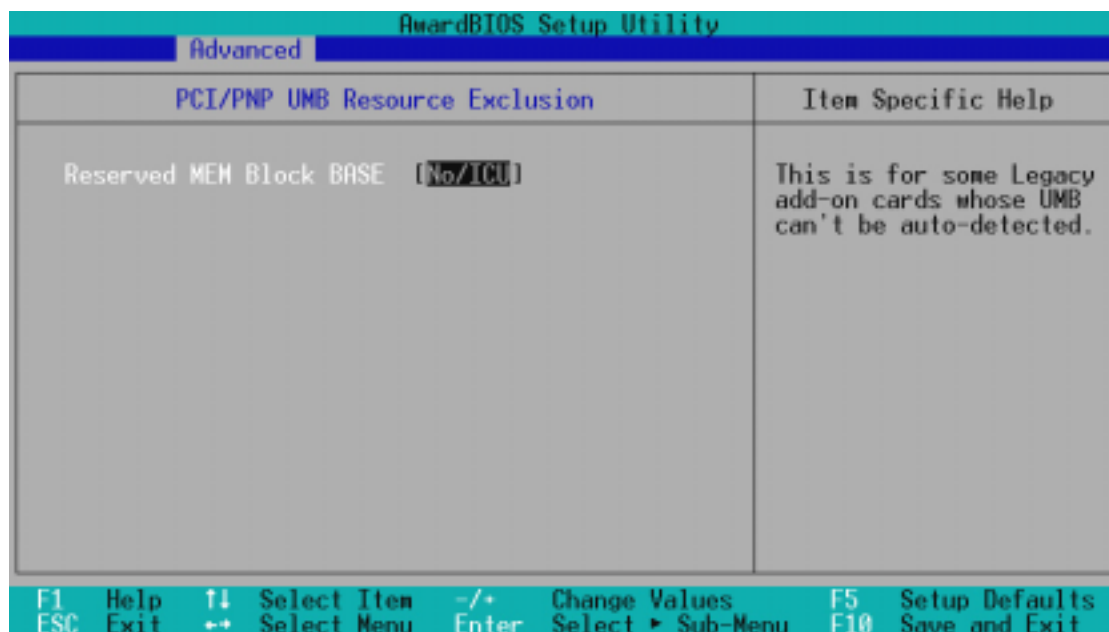 AwardBIOS Setup Utility
Advanced
PCI/PNP UMB Resource Exclusion
Item Specific Help
Reserved MEM Block BASE [No/ICU]
This is for some Legacy
add-on cards whose UMB
can't be auto-detected.
F1 Help ↑↓ Select Item -/+ Change Values F5 Setup Defaults
ESC Exit ←→ Select Menu Enter Select ► Sub-Menu F10 Save and Exit